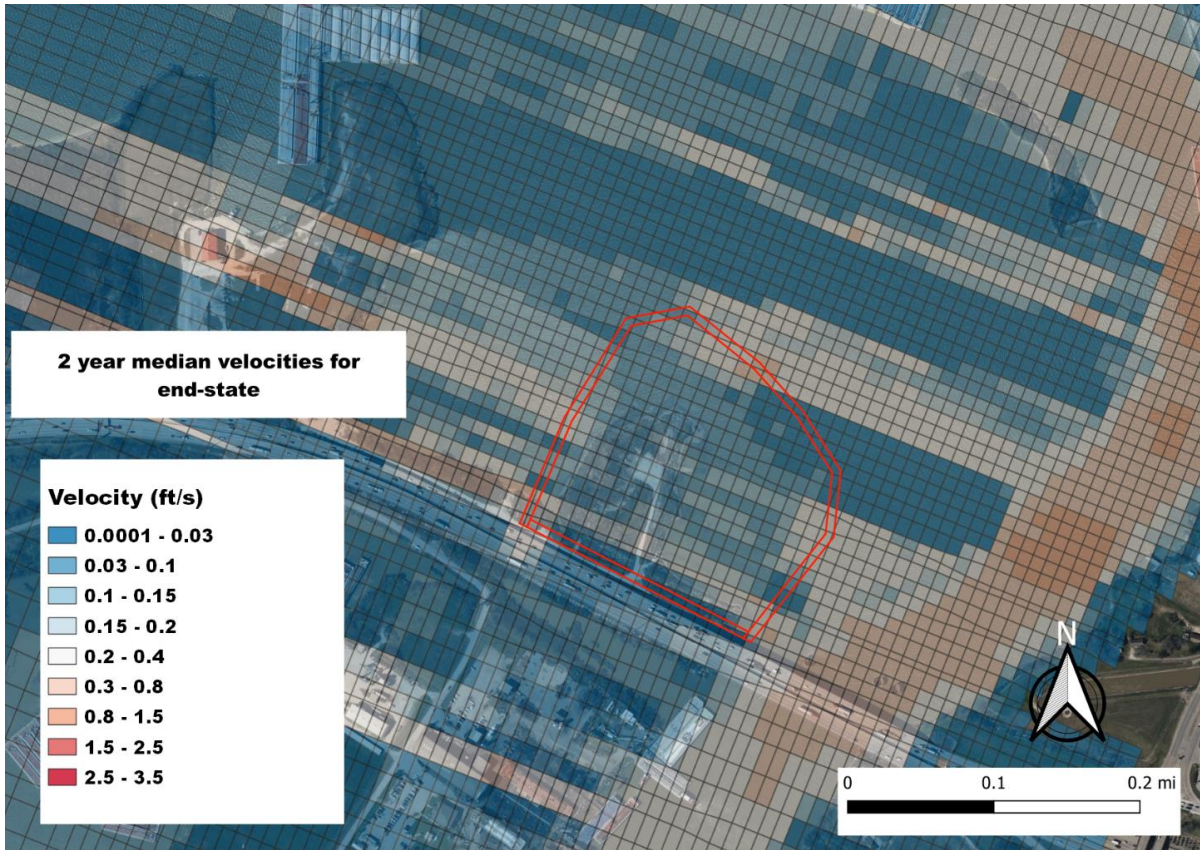 2 year median velocities for
end-state
Velocity (ft/s)
0.0001 - 0.03
0.03 - 0.1
0.1 - 0.15
0.15 - 0.2
0.2 - 0.4
0.3 - 0.8
0.8 - 1.5
1.5 - 2.5
2.5 - 3.5
N
0 0.1 0.2 mi